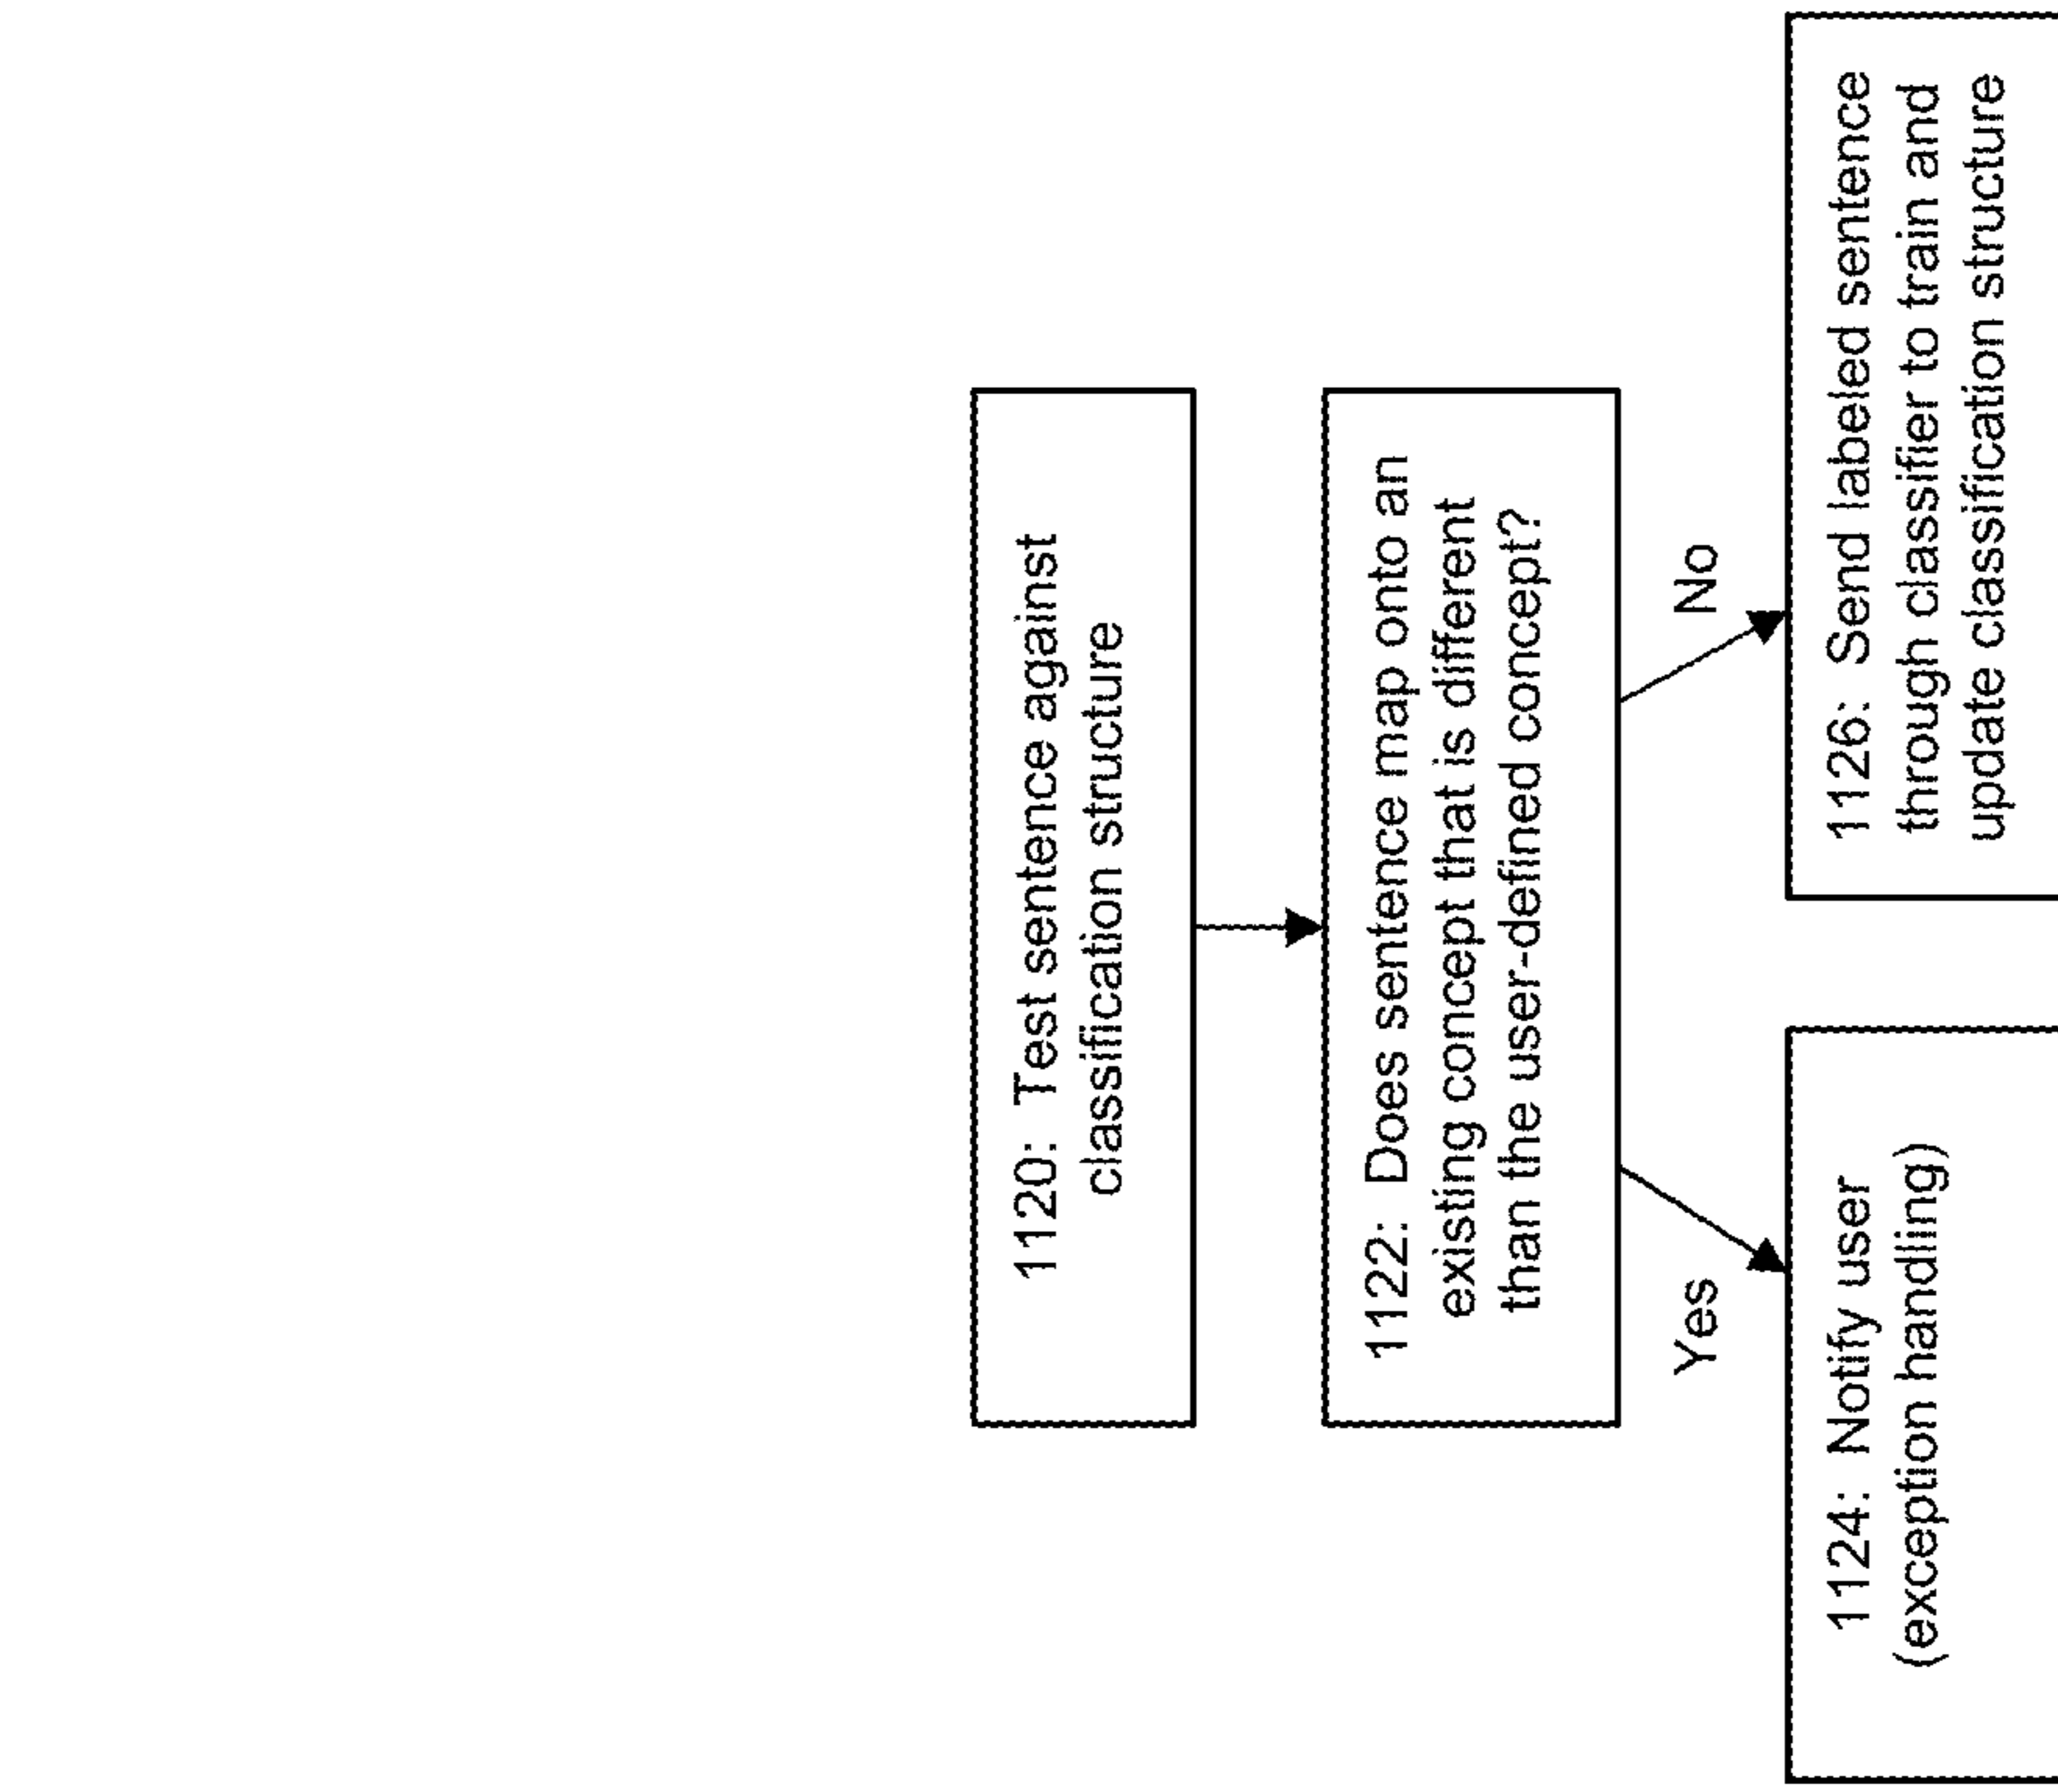 1120: Test sentence against
classification structure
1122: Does sentence map onto an
existing concept that is different
than the user-defined concept?
Yes
No
1124: Notify user
(exception handling)
1126: Send labeled sentence
through classifier to train and
update classification structure